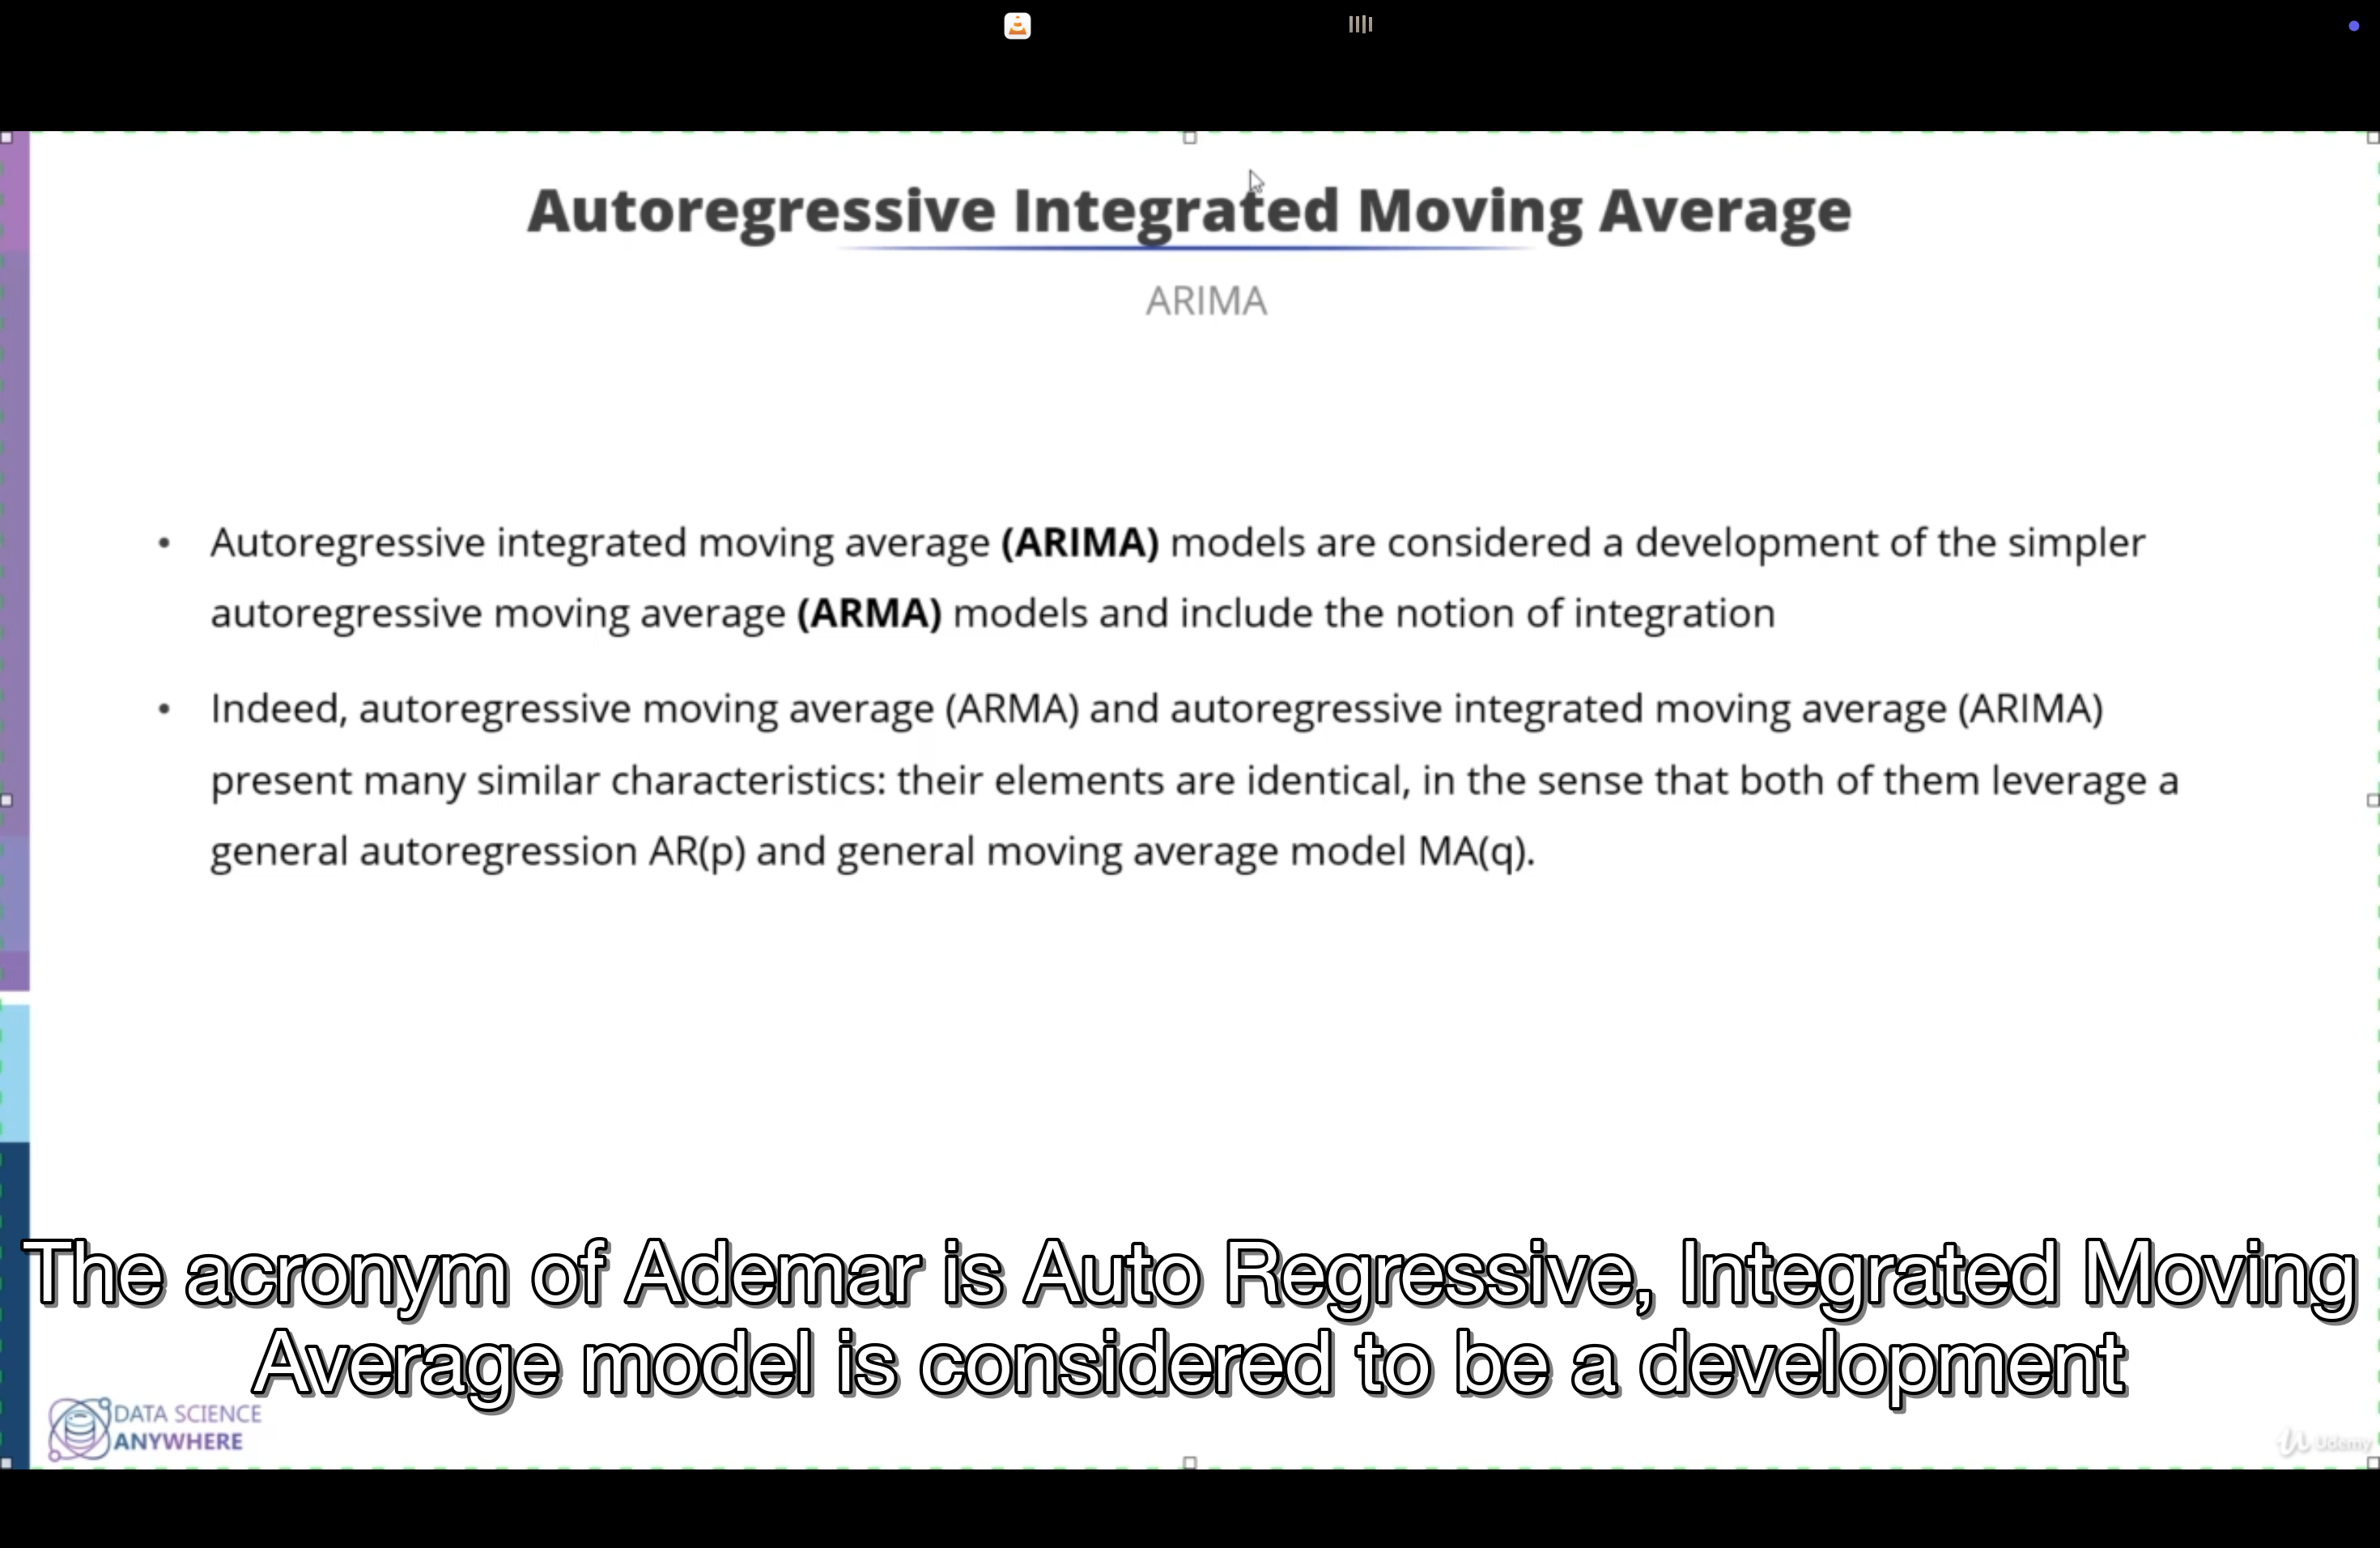 Autoregressive Integrated Moving Average
ARIMA
• Autoregressive integrated moving average (ARIMA) models are considered a development of the simpler
autoregressive moving average (ARMA) models and include the notion of integration
• Indeed, autoregressive moving average (ARMA) and autoregressive integrated moving average (ARIMA)
present many similar characteristics: their elements are identical, in the sense that both of them leverage a
general autoregression AR(p) and general moving average model MA(q).
The acronym of Ademar is Auto Regressive, Integrated Moving
Average model is considered to be a development
DATA SCIENCE
ANYWHERE
Udemy